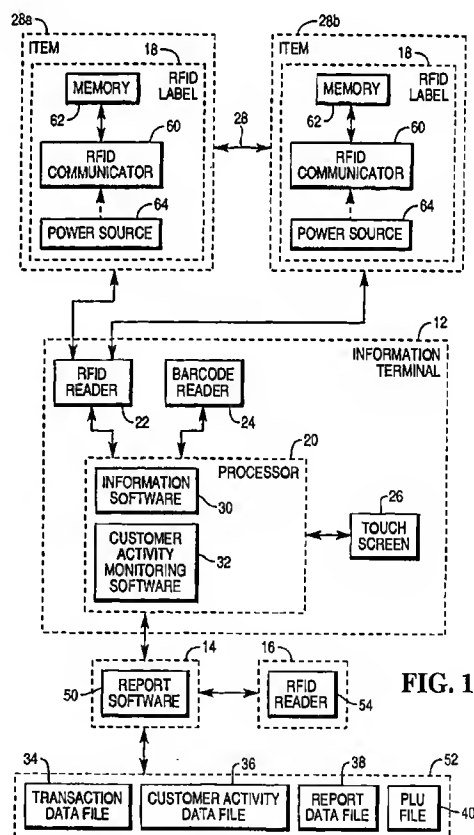 28a
28b
ITEM
18
RFID
LABEL
MEMORY
62
60
RFID
COMMUNICATOR
64
POWER SOURCE
28
ITEM
18
RFID
LABEL
MEMORY
62
60
RFID
COMMUNICATOR
64
POWER SOURCE
12
INFORMATION
TERMINAL
RFID
READER
22
BARCODE
READER
24
20
PROCESSOR
INFORMATION
SOFTWARE
30
CUSTOMER
ACTIVITY
MONITORING
SOFTWARE
32
26
TOUCH
SCREEN
14
50
REPORT
SOFTWARE
16
RFID
READER
54
FIG. 1
34
TRANSACTION
DATA FILE
36
CUSTOMER ACTIVITY
DATA FILE
38
REPORT
DATA FILE
52
PLU
FILE
40